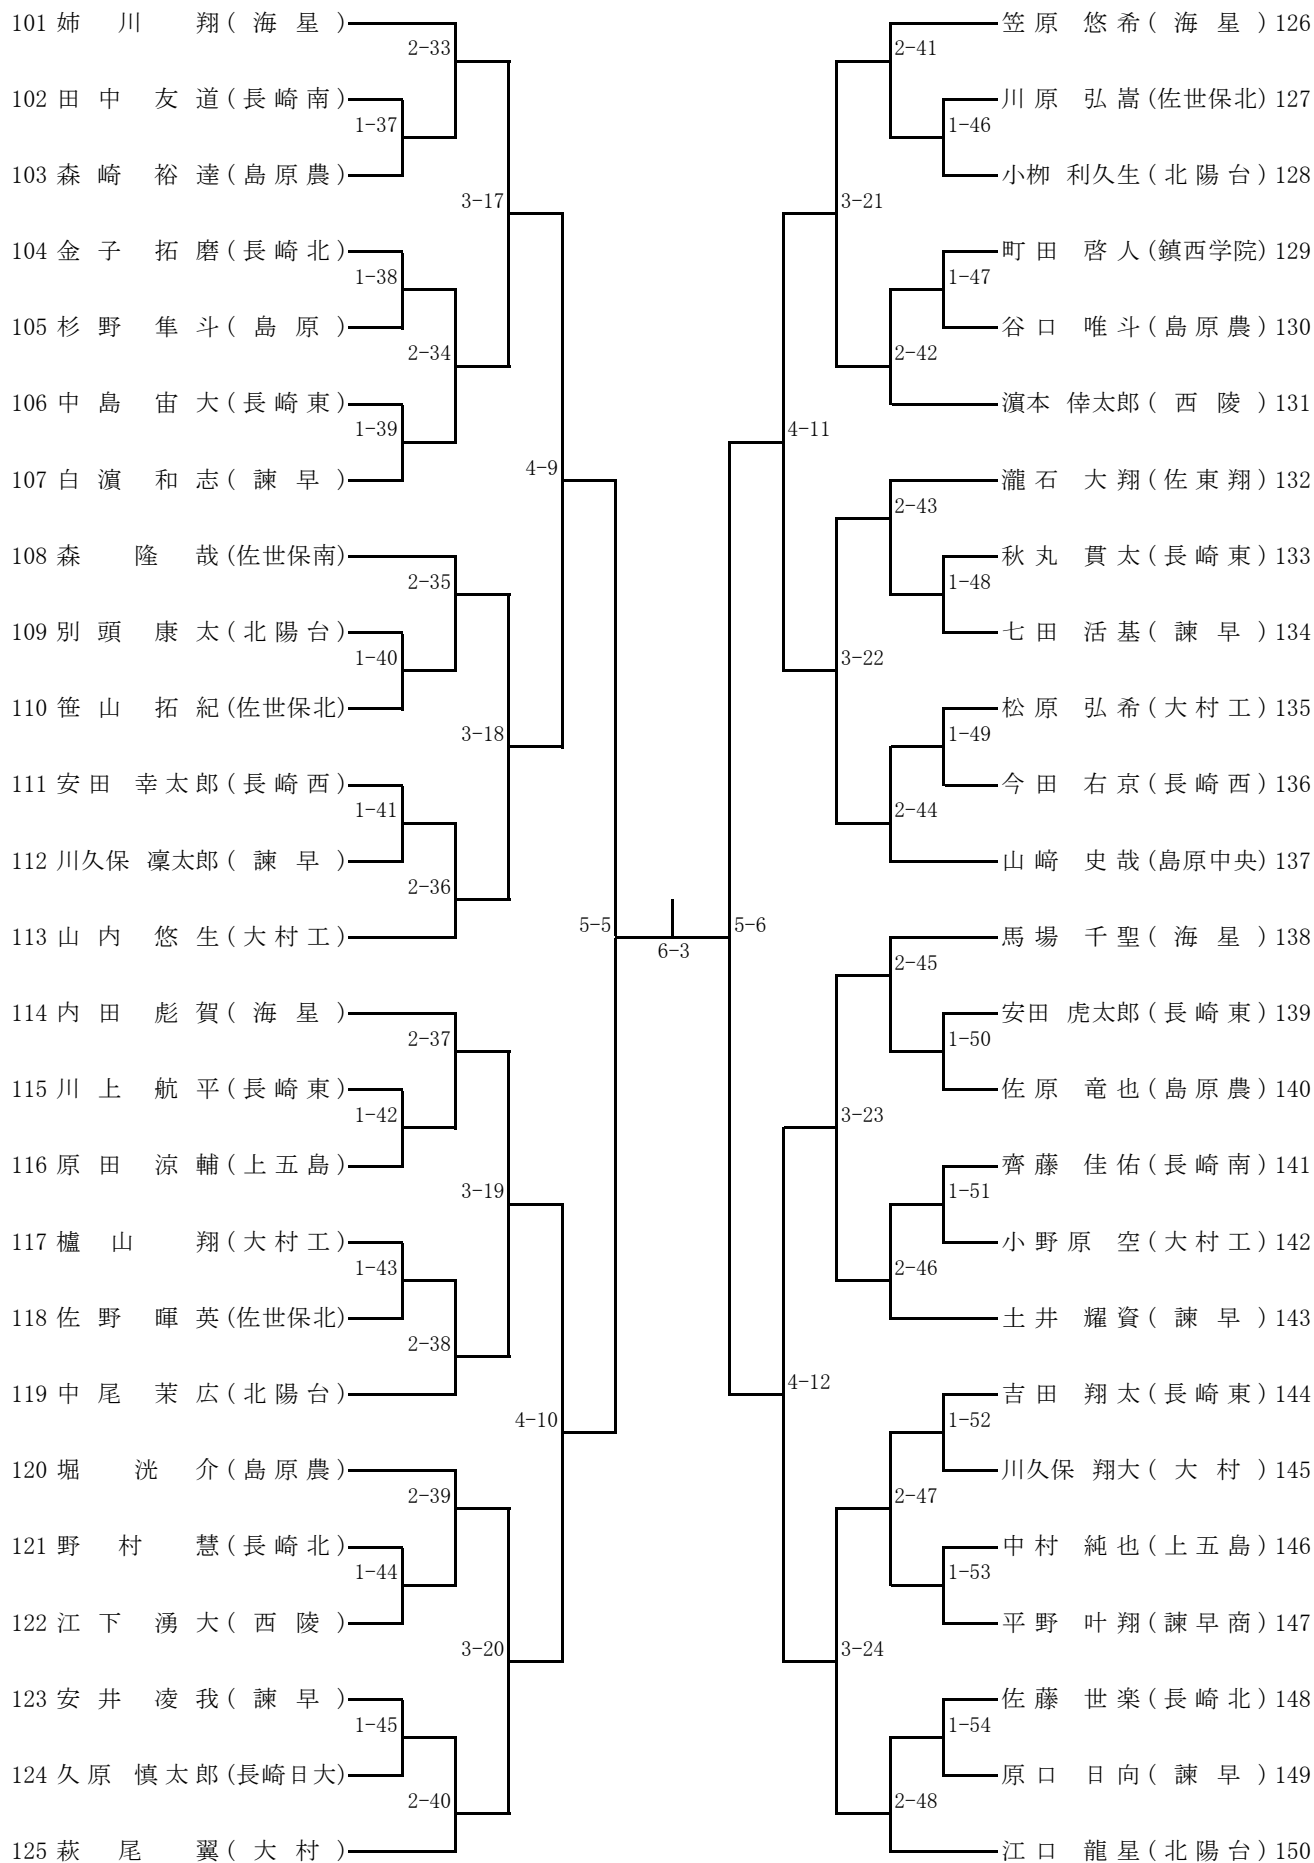 101 姉川 翔 (海星)
2-33
102 田中 友道 (長崎南)
1-37
103 森崎 裕達 (島原農)
3-17
104 金子 拓磨 (長崎北)
1-38
105 杉野 隼斗 (島原)
2-34
106 中島 宙大 (長崎東)
1-39
107 白濵 和志 (諫早)
4-9
108 森 隆哉 (佐世保南)
2-35
109 別頭 康太 (北陽台)
1-40
110 笹山 拓紀 (佐世保北)
3-18
111 安田 幸太郎 (長崎西)
1-41
112 川久保 凜太郎 (諫早)
2-36
113 山内 悠生 (大村工)
5-5
114 内田 彪賀 (海星)
2-37
115 川上 航平 (長崎東)
1-42
116 原田 涼輔 (上五島)
3-19
117 櫨山 翔 (大村工)
1-43
118 佐野 暉英 (佐世保北)
2-38
119 中尾 茉広 (北陽台)
4-10
120 堀 洸介 (島原農)
2-39
121 野村 慧 (長崎北)
1-44
122 江下 湧大 (西陵)
3-20
123 安井 凌我 (諫早)
1-45
124 久原 慎太郎 (長崎日大)
2-40
125 萩尾 翼 (大村)
6-3
笠原 悠希 (海星) 126
2-41
川原 弘嵩 (佐世保北) 127
1-46
小栁 利久生 (北陽台) 128
3-21
町田 啓人 (鎮西学院) 129
1-47
谷口 唯斗 (島原農) 130
2-42
濵本 倖太郎 (西陵) 131
4-11
瀧石 大翔 (佐東翔) 132
2-43
秋丸 貫太 (長崎東) 133
1-48
七田 活基 (諫早) 134
3-22
松原 弘希 (大村工) 135
1-49
今田 右京 (長崎西) 136
2-44
山﨑 史哉 (島原中央) 137
5-6
馬場 千聖 (海星) 138
2-45
安田 虎太郎 (長崎東) 139
1-50
佐原 竜也 (島原農) 140
3-23
齊藤 佳佑 (長崎南) 141
1-51
小野原 空 (大村工) 142
2-46
土井 耀資 (諫早) 143
4-12
吉田 翔太 (長崎東) 144
1-52
川久保 翔大 (大村) 145
2-47
中村 純也 (上五島) 146
1-53
平野 叶翔 (諫早商) 147
3-24
佐藤 世楽 (長崎北) 148
1-54
原口 日向 (諫早) 149
2-48
江口 龍星 (北陽台) 150